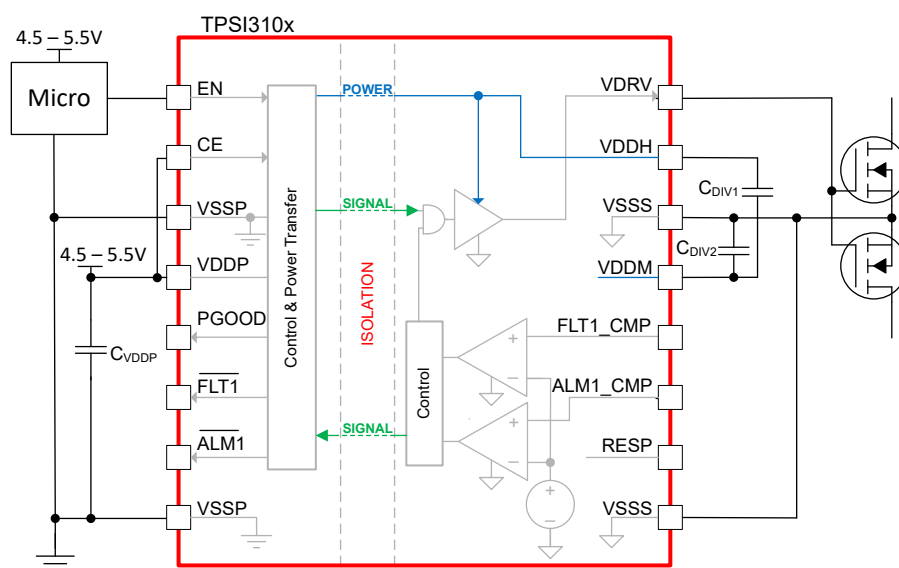 TPSI310x
4.5 – 5.5V
Micro
EN
POWER
VDRV
CE
VDDH
CDIV1
VSSP
SIGNAL
VSSS
4.5 – 5.5V
VDDP
CDIV2
VDDM
Control & Power Transfer
ISOLATION
PGOOD
FLT1_CMP
CVDDP
+
−
FLT1
Control
ALM1_CMP
+
−
ALM1
SIGNAL
RESP
+
−
VSSP
VSSS